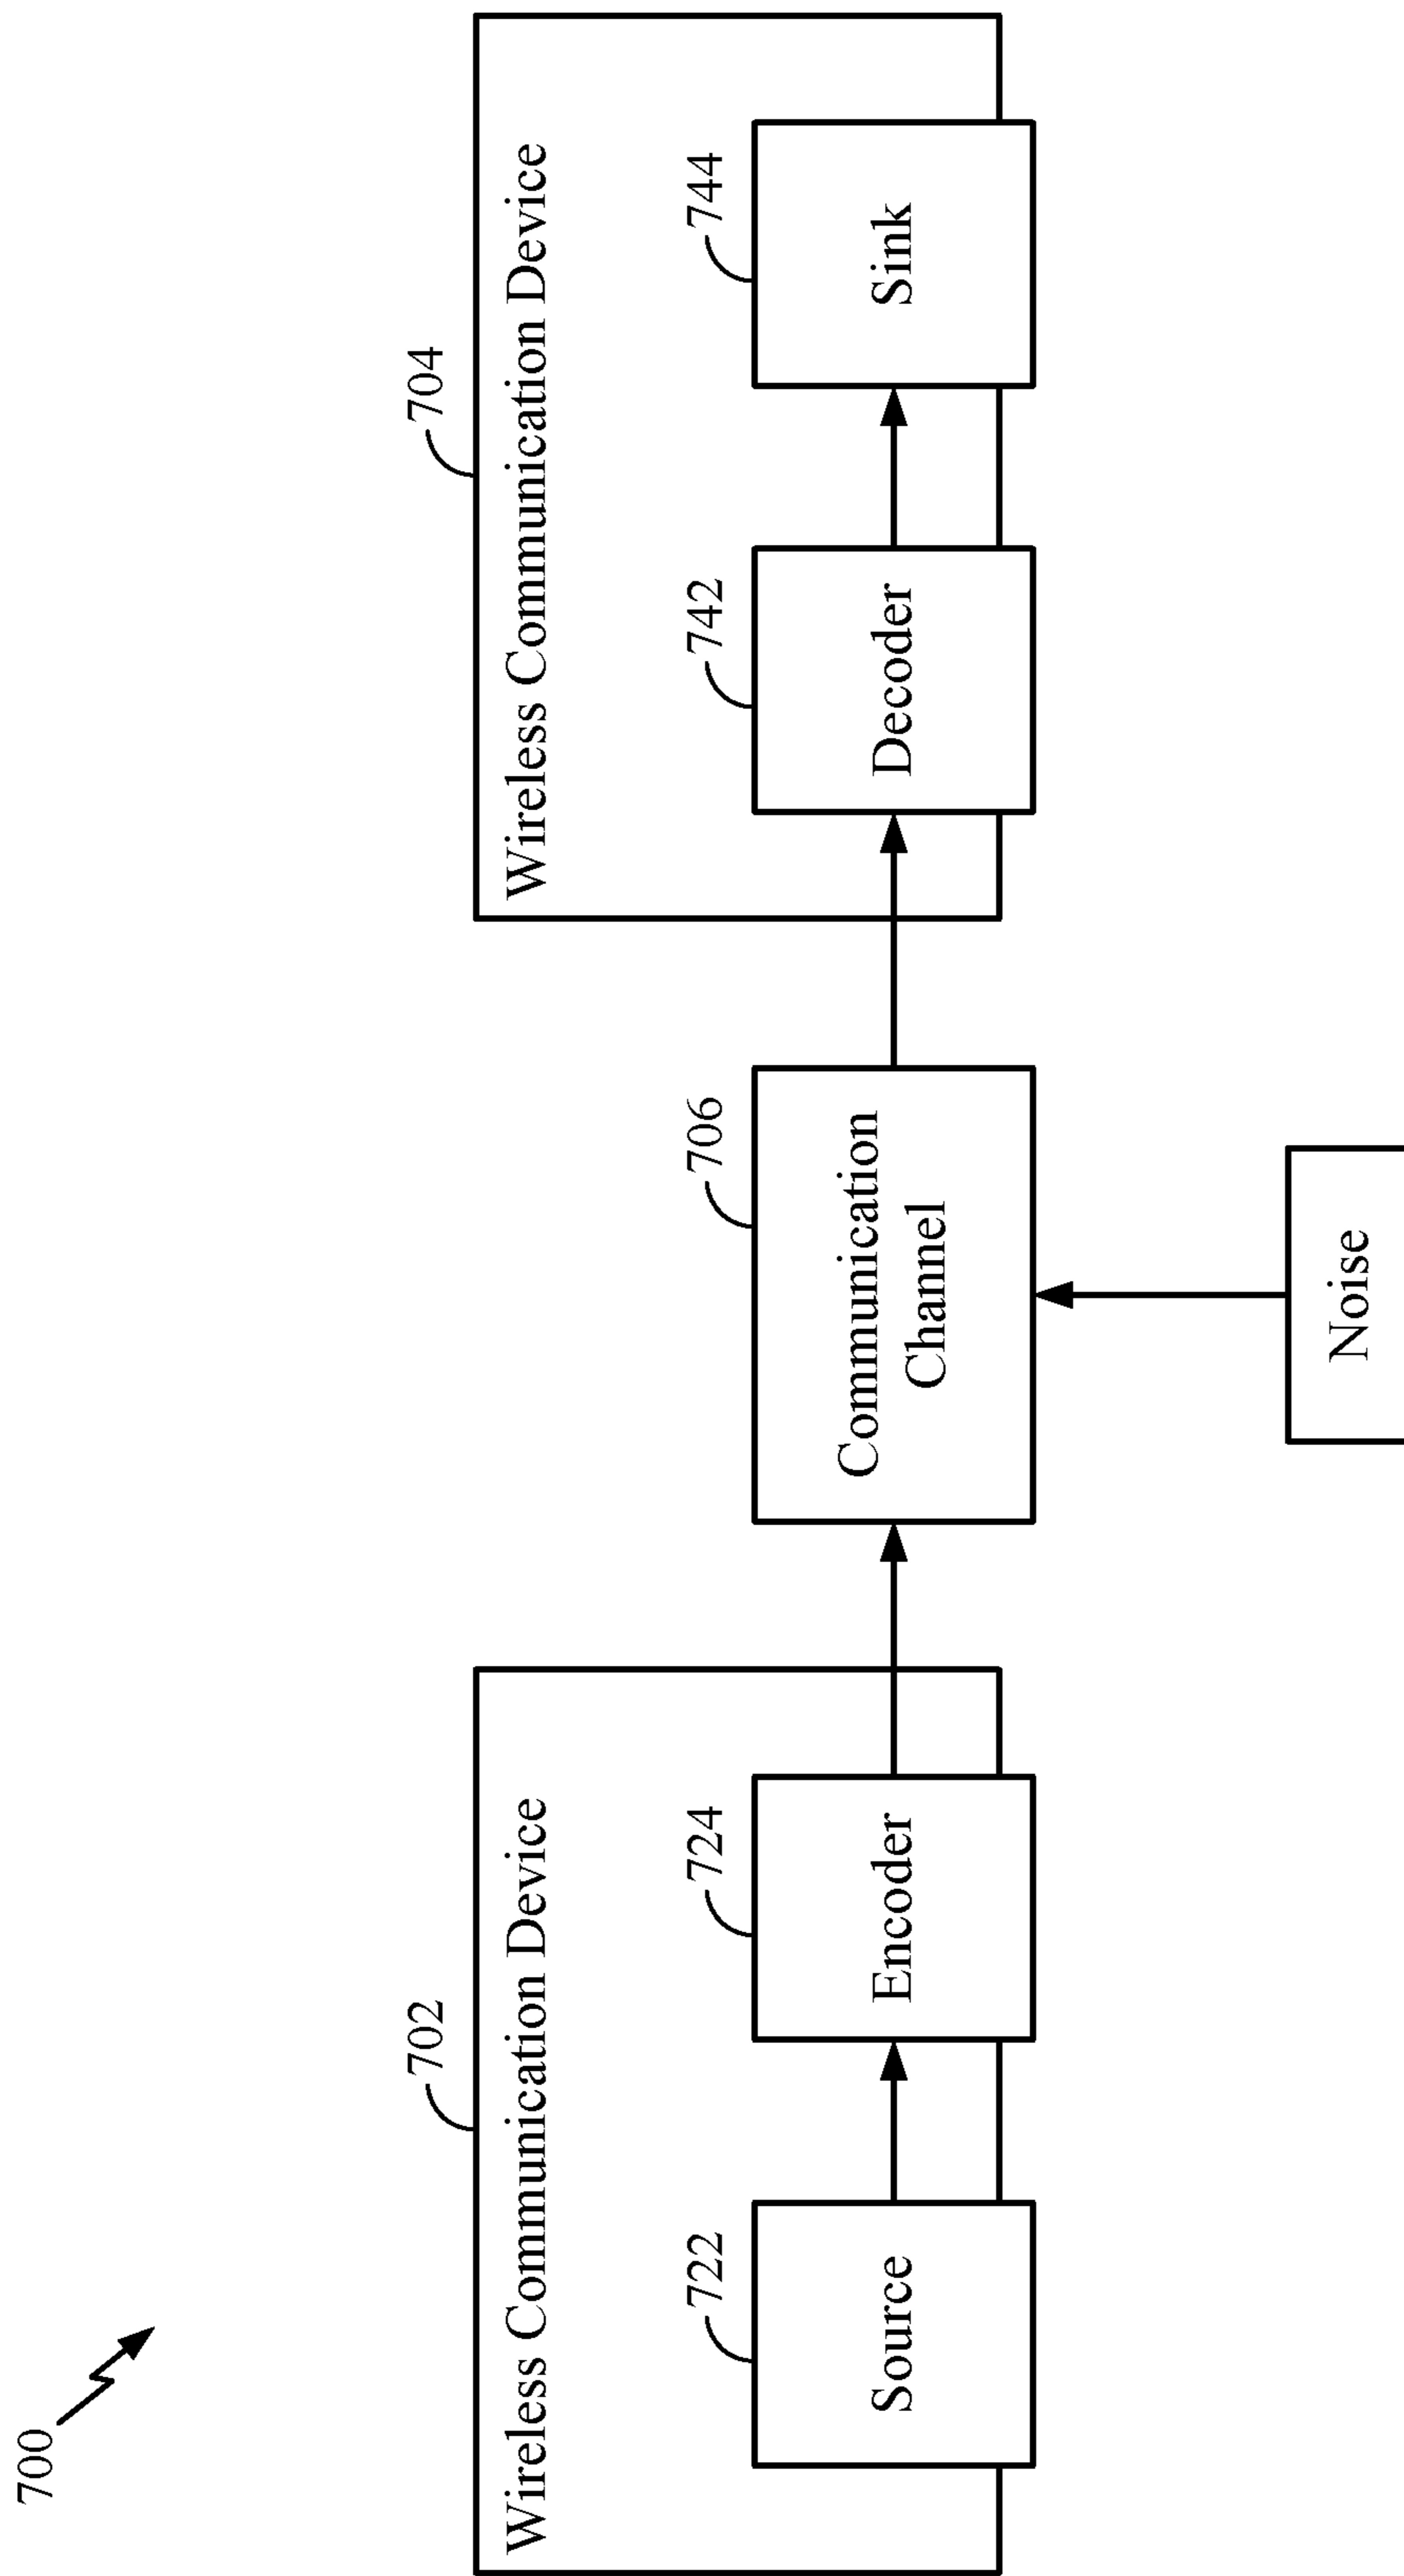 700
702
704
Wireless Communication Device
Wireless Communication Device
722
724
706
742
744
Source
Encoder
Communication
Channel
Decoder
Sink
Noise